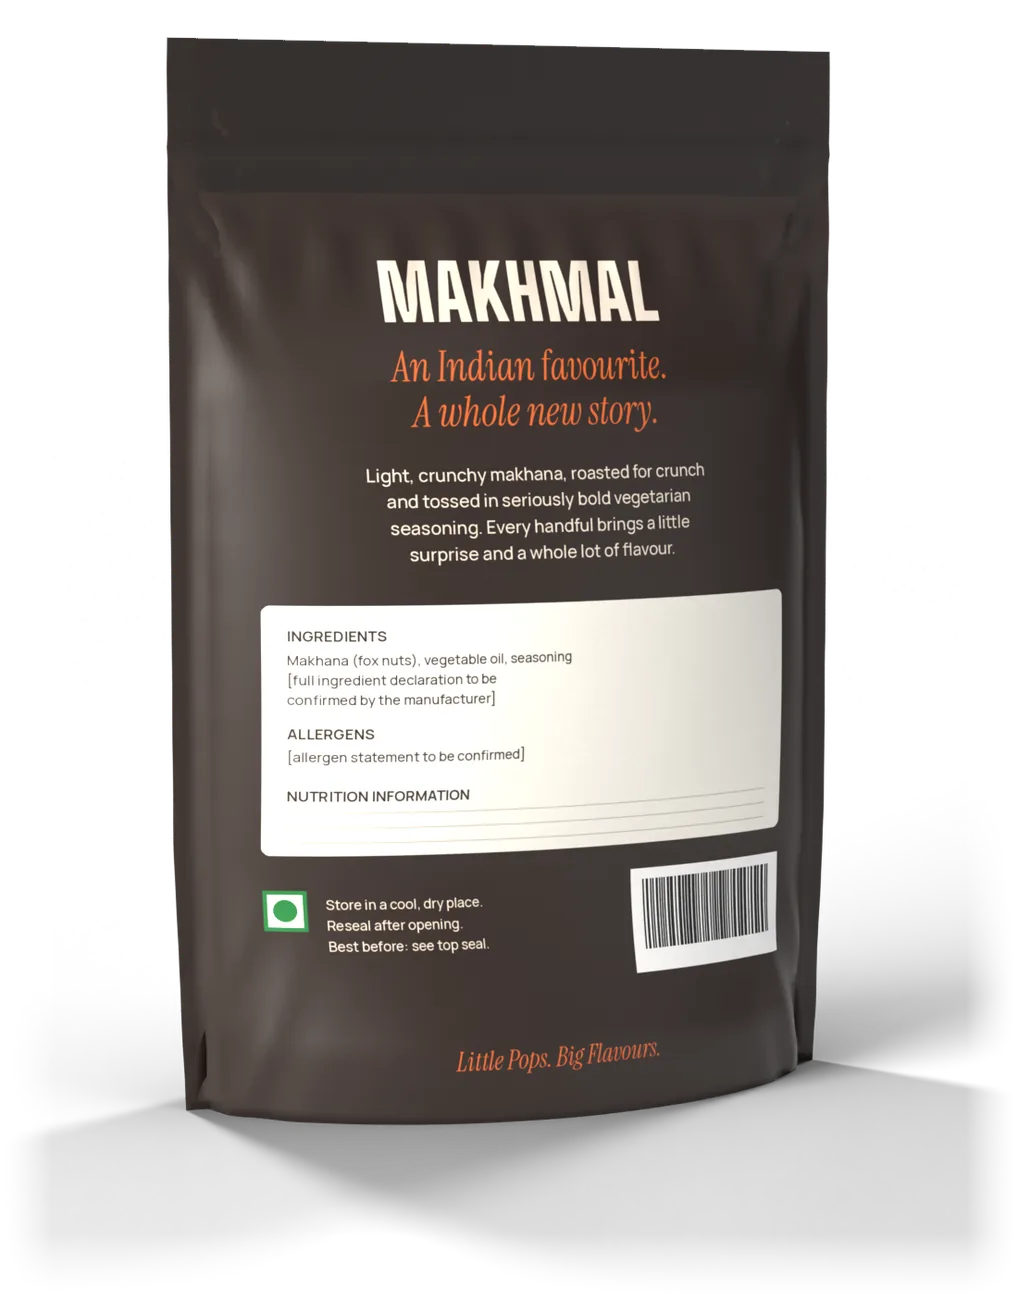 MAKHMAL
An Indian favourite.
A whole new story.
Light, crunchy makhana, roasted for crunch
and tossed in seriously bold vegetarian
seasoning. Every handful brings a little
surprise and a whole lot of flavour.
INGREDIENTS
Makhana (fox nuts), vegetable oil, seasoning
[full ingredient declaration to be
confirmed by the manufacturer]
ALLERGENS
[allergen statement to be confirmed]
NUTRITION INFORMATION
Store in a cool, dry place.
Reseal after opening.
Best before: see top seal.
Little Pops. Big Flavours.